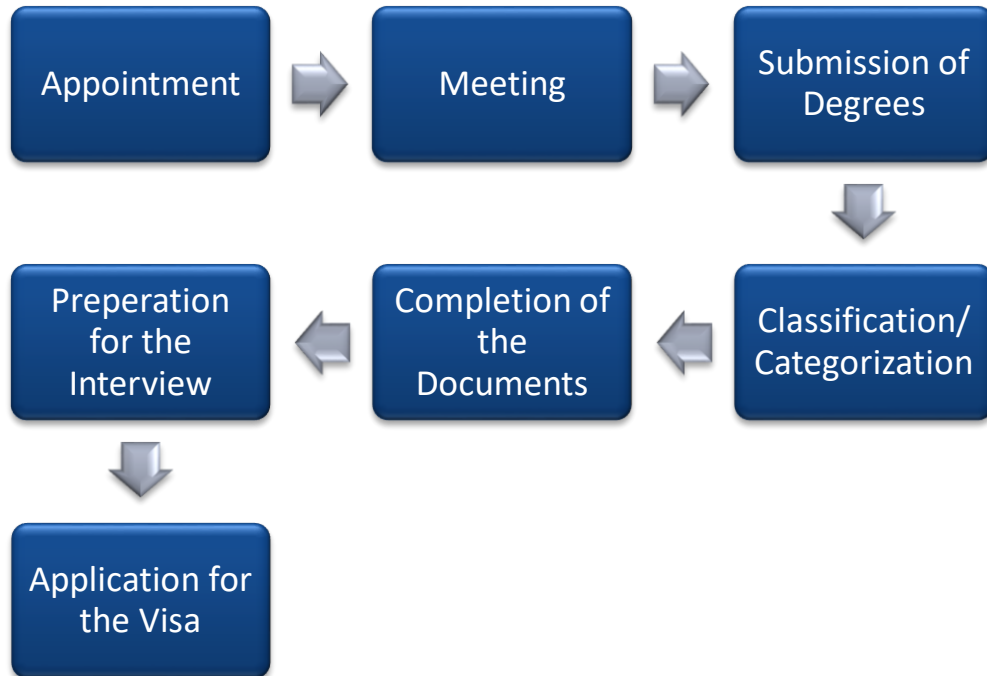 Appointment
Meeting
Submission of
Degrees
Classification/
Categorization
Completion of
the
Documents
Preperation
for the
Interview
Application for
the Visa